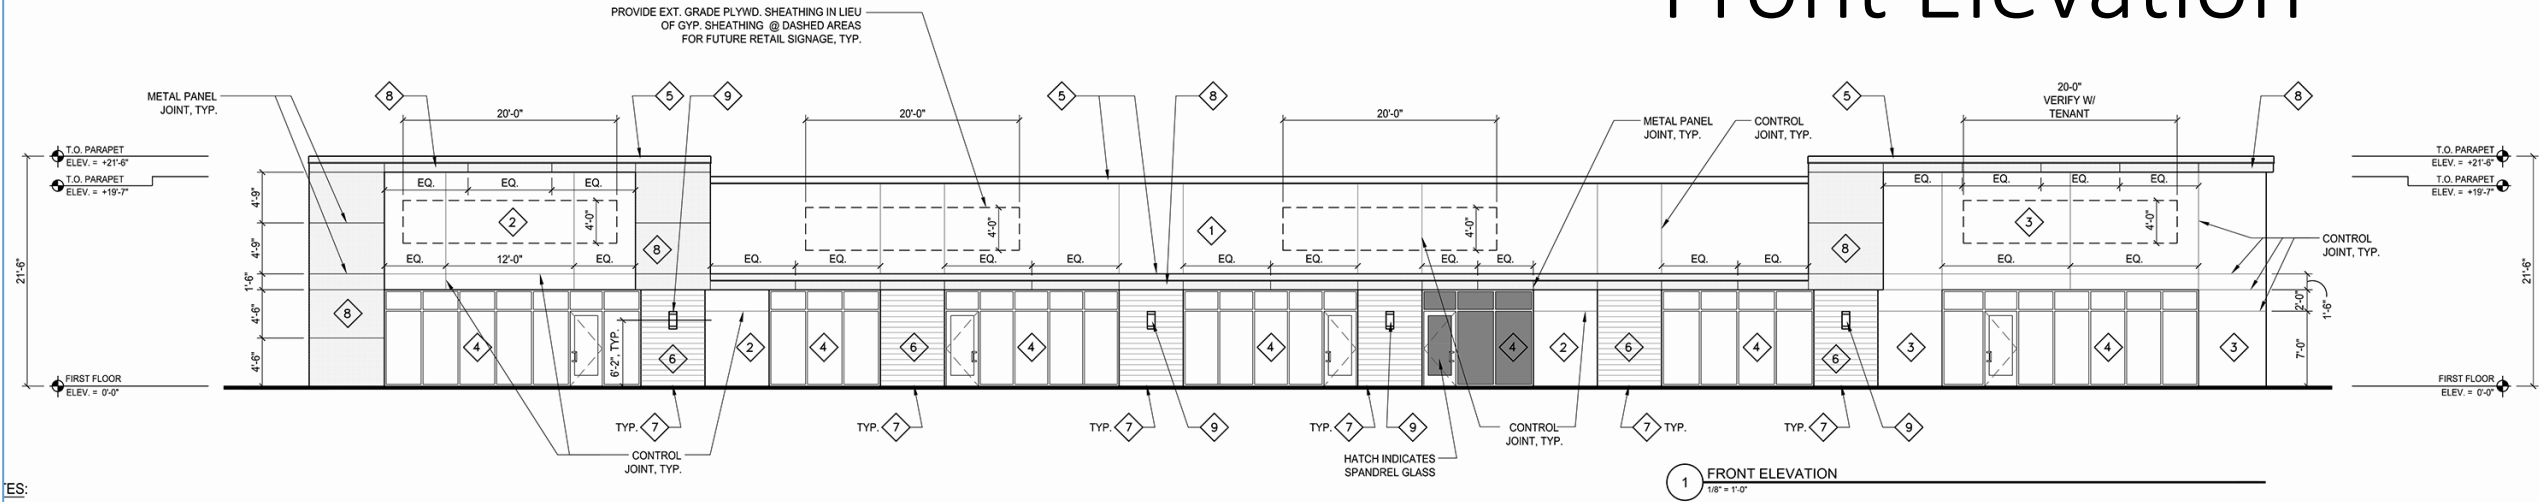 Front Elevation
PROVIDE EXT. GRADE PLYWD. SHEATHING IN LIEU
OF GYP. SHEATHING @ DASHED AREAS
FOR FUTURE RETAIL SIGNAGE, TYP.
METAL PANEL
JOINT, TYP.
8
5
9
5
8
5
20-0"
VERIFY W/
TENANT
8
20'-0"
20'-0"
20'-0"
METAL PANEL
JOINT, TYP.
CONTROL
JOINT, TYP.
T.O. PARAPET
ELEV. = +21'-6"
T.O. PARAPET
ELEV. = +19'-7"
T.O. PARAPET
ELEV. = +21'-6"
T.O. PARAPET
ELEV. = +19'-7"
EQ.
EQ.
EQ.
EQ.
EQ.
EQ.
EQ.
4'-9"
4'-9"
1'-6"
4'-6"
4'-6"
21'-6"
2
4'-0"
8
4'-0"
1
4'-0"
8
3
4'-0"
CONTROL
JOINT, TYP.
EQ.
12'-0"
EQ.
EQ.
EQ.
EQ.
EQ.
EQ.
EQ.
EQ.
EQ.
EQ.
EQ.
EQ.
EQ.
21'-6"
2'-0"
1'-6"
7'-0"
8
4
6'-2", TYP.
6
2
4
6
4
4
4
2
6
4
6
3
4
3
FIRST FLOOR
ELEV. = 0'-0"
FIRST FLOOR
ELEV. = 0'-0"
TYP. 7
TYP. 7
TYP. 7
9
TYP. 7
9
CONTROL
JOINT, TYP.
7 TYP.
TYP. 7
9
CONTROL
JOINT, TYP.
HATCH INDICATES
SPANDREL GLASS
1
FRONT ELEVATION
1/8" = 1'-0"
TES: